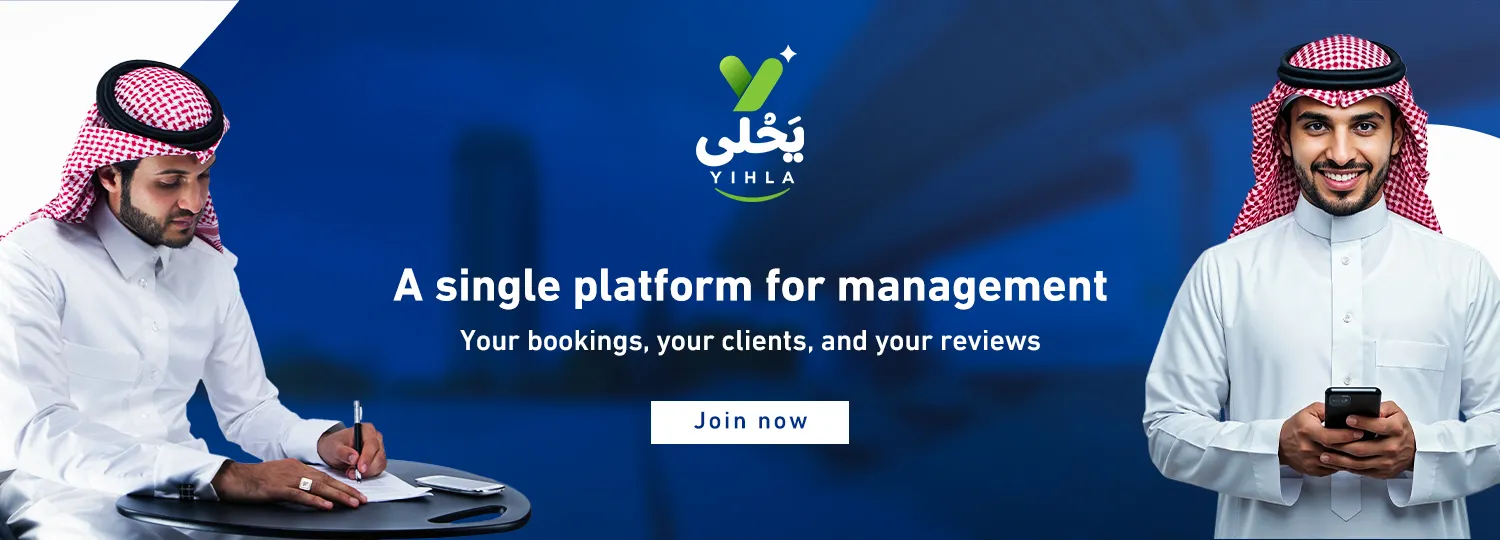 يَحْلى
YIHLA
A single platform for management
Your bookings, your clients, and your reviews
Join now